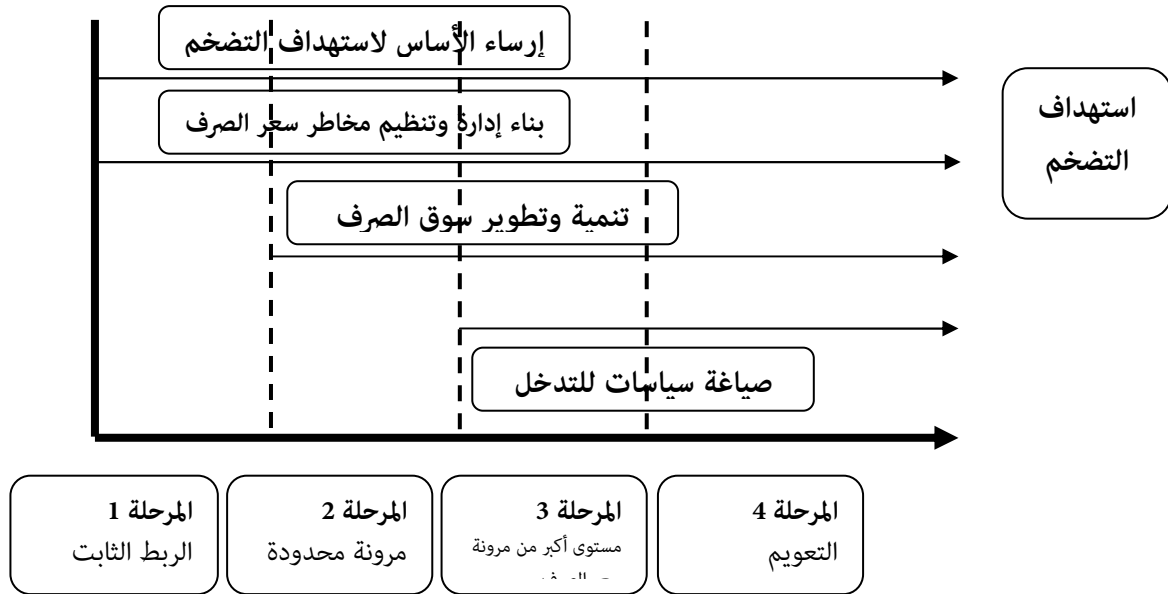 إرساء الأساس لاستهداف التضخم
بناء إدارة وتنظيم مخاطر سعر الصرف
تنمية وتطوير سوق الصرف
صياغة سياسات للتدخل
استهداف
التضخم
المرحلة 1
الربط الثابت
المرحلة 2
مرونة محدودة
المرحلة 3
مستوى أكبر من مرونة
المرحلة 4
التعويم